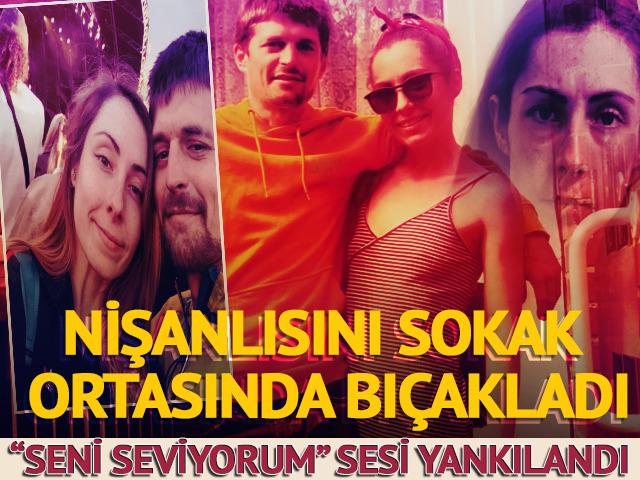 NİŞANLISINI SOKAK
ORTASINDA BIÇAKLADI
“SENİ SEVİYORUM” SESİ YANKILANDI